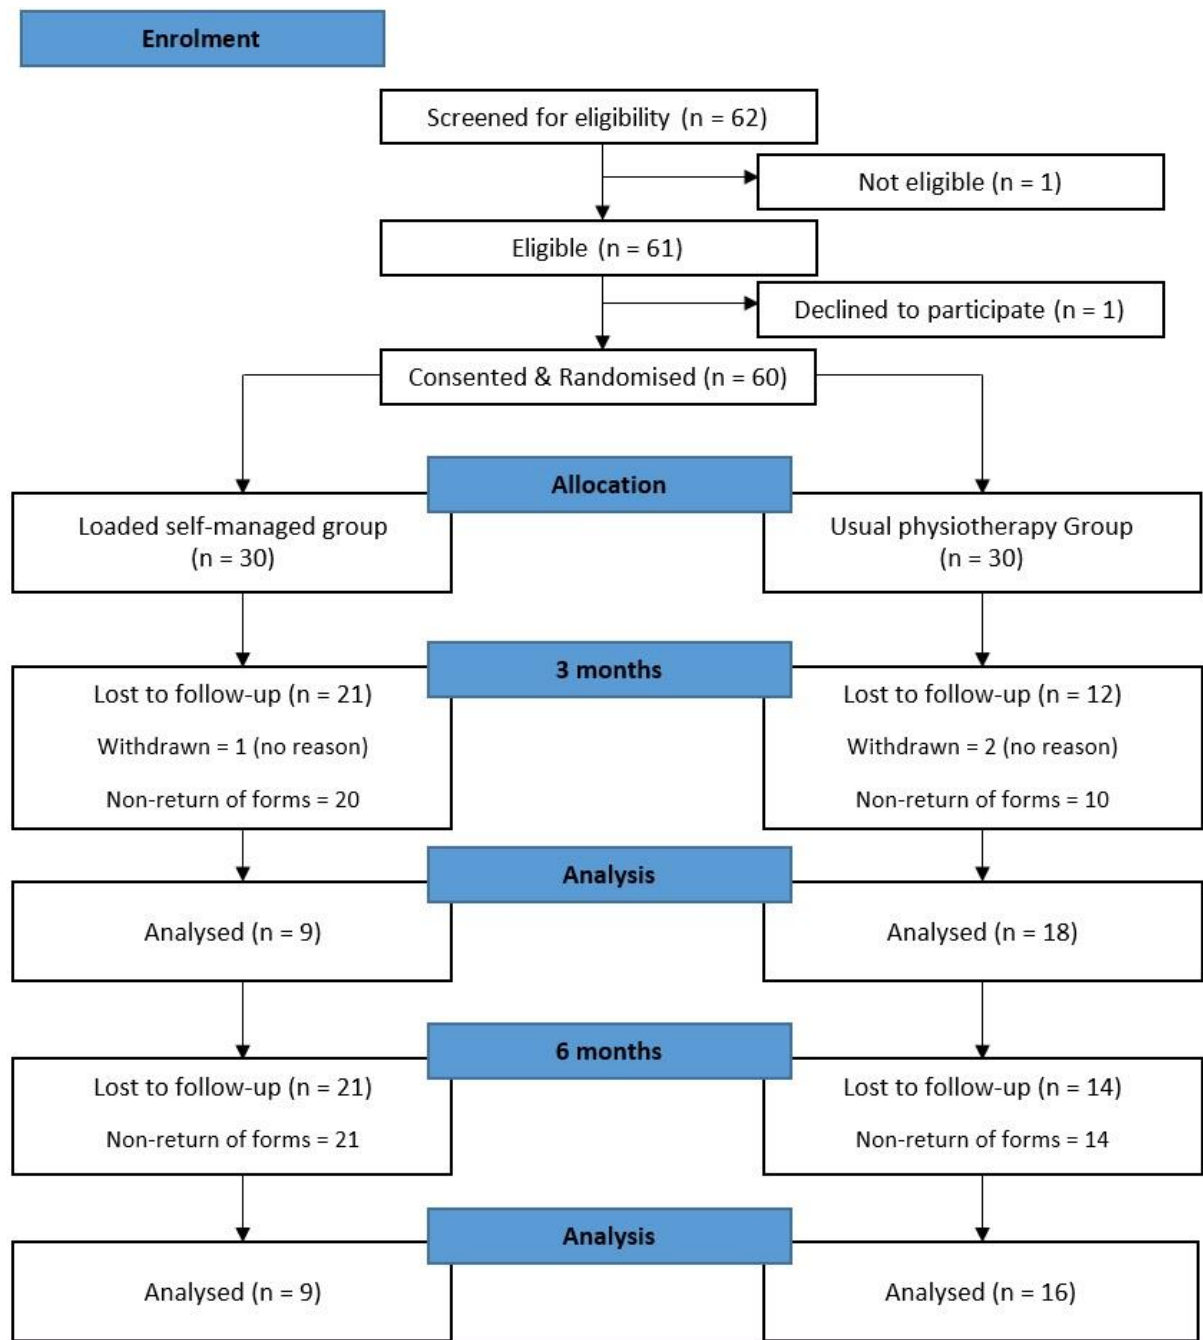 Enrolment
Screened for eligibility (n = 62)
Not eligible (n = 1)
Eligible (n = 61)
Declined to participate (n = 1)
Consented & Randomised (n = 60)
Allocation
Loaded self-managed group
(n = 30)
Usual physiotherapy Group
(n = 30)
3 months
Lost to follow-up (n = 21)
Withdrawn = 1 (no reason)
Non-return of forms = 20
Lost to follow-up (n = 12)
Withdrawn = 2 (no reason)
Non-return of forms = 10
Analysis
Analysed (n = 9)
Analysed (n = 18)
6 months
Lost to follow-up (n = 21)
Non-return of forms = 21
Lost to follow-up (n = 14)
Non-return of forms = 14
Analysis
Analysed (n = 9)
Analysed (n = 16)